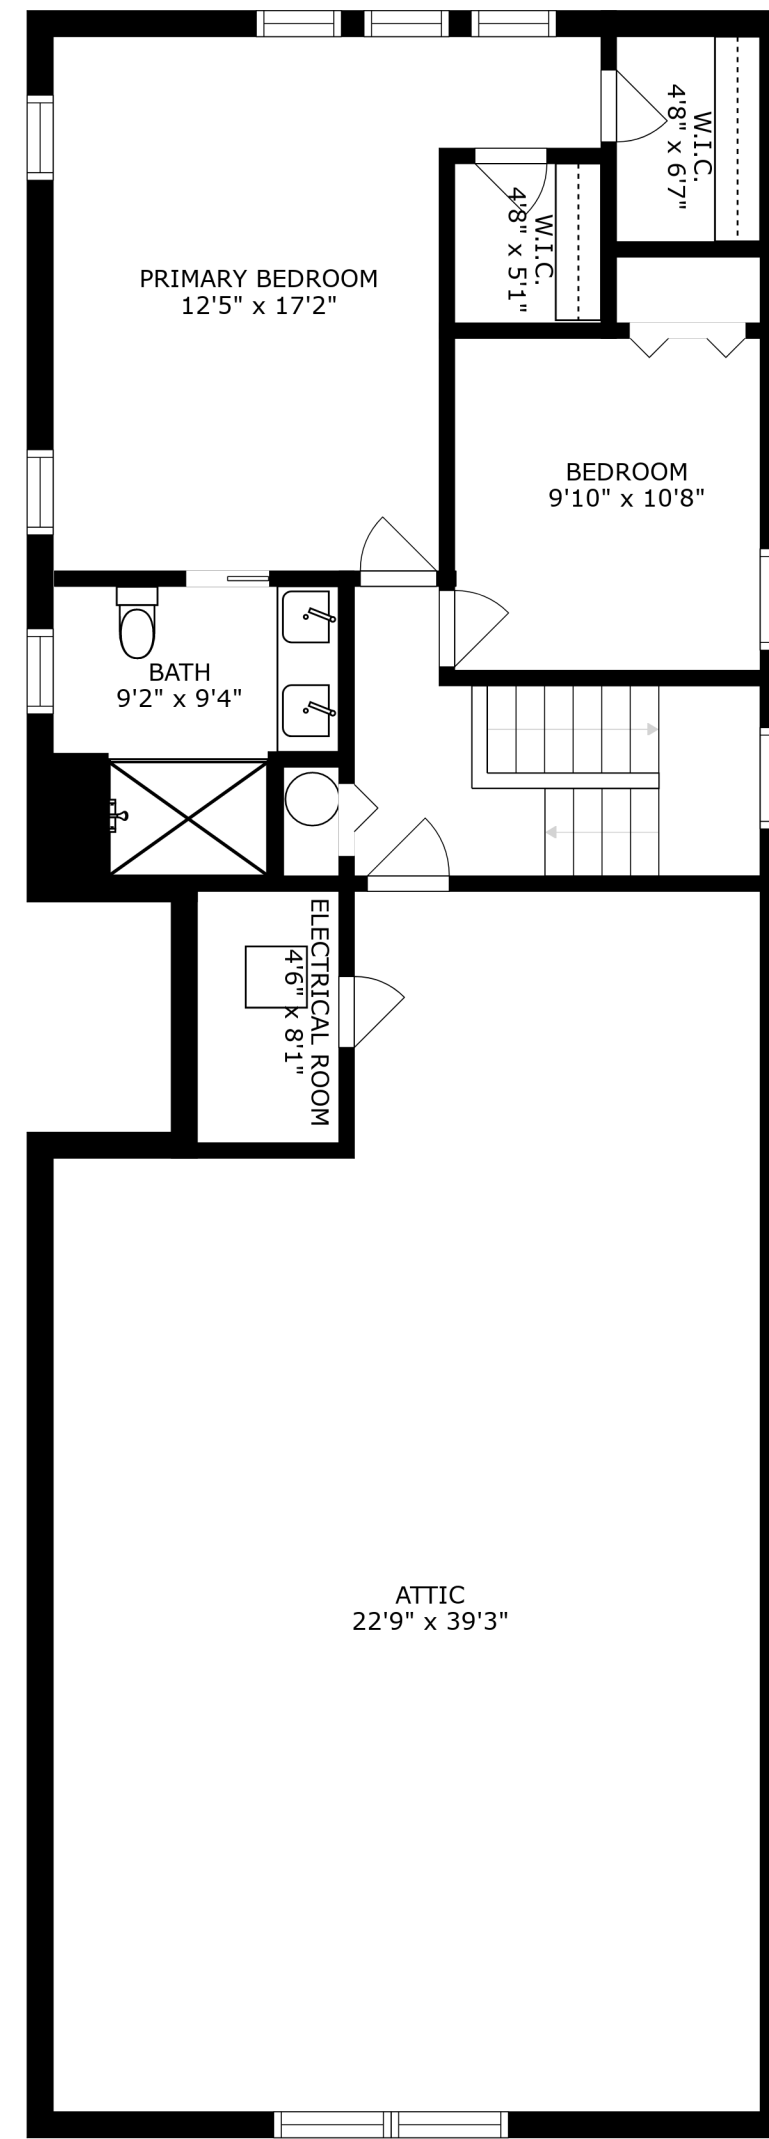 W.I.C.
4'8" x 6'7"
W.I.C.
4'8" x 5'1"
PRIMARY BEDROOM
12'5" x 17'2"
BEDROOM
9'10" x 10'8"
BATH
9'2" x 9'4"
ELECTRICAL ROOM
4'6" x 8'1"
ATTIC
22'9" x 39'3"